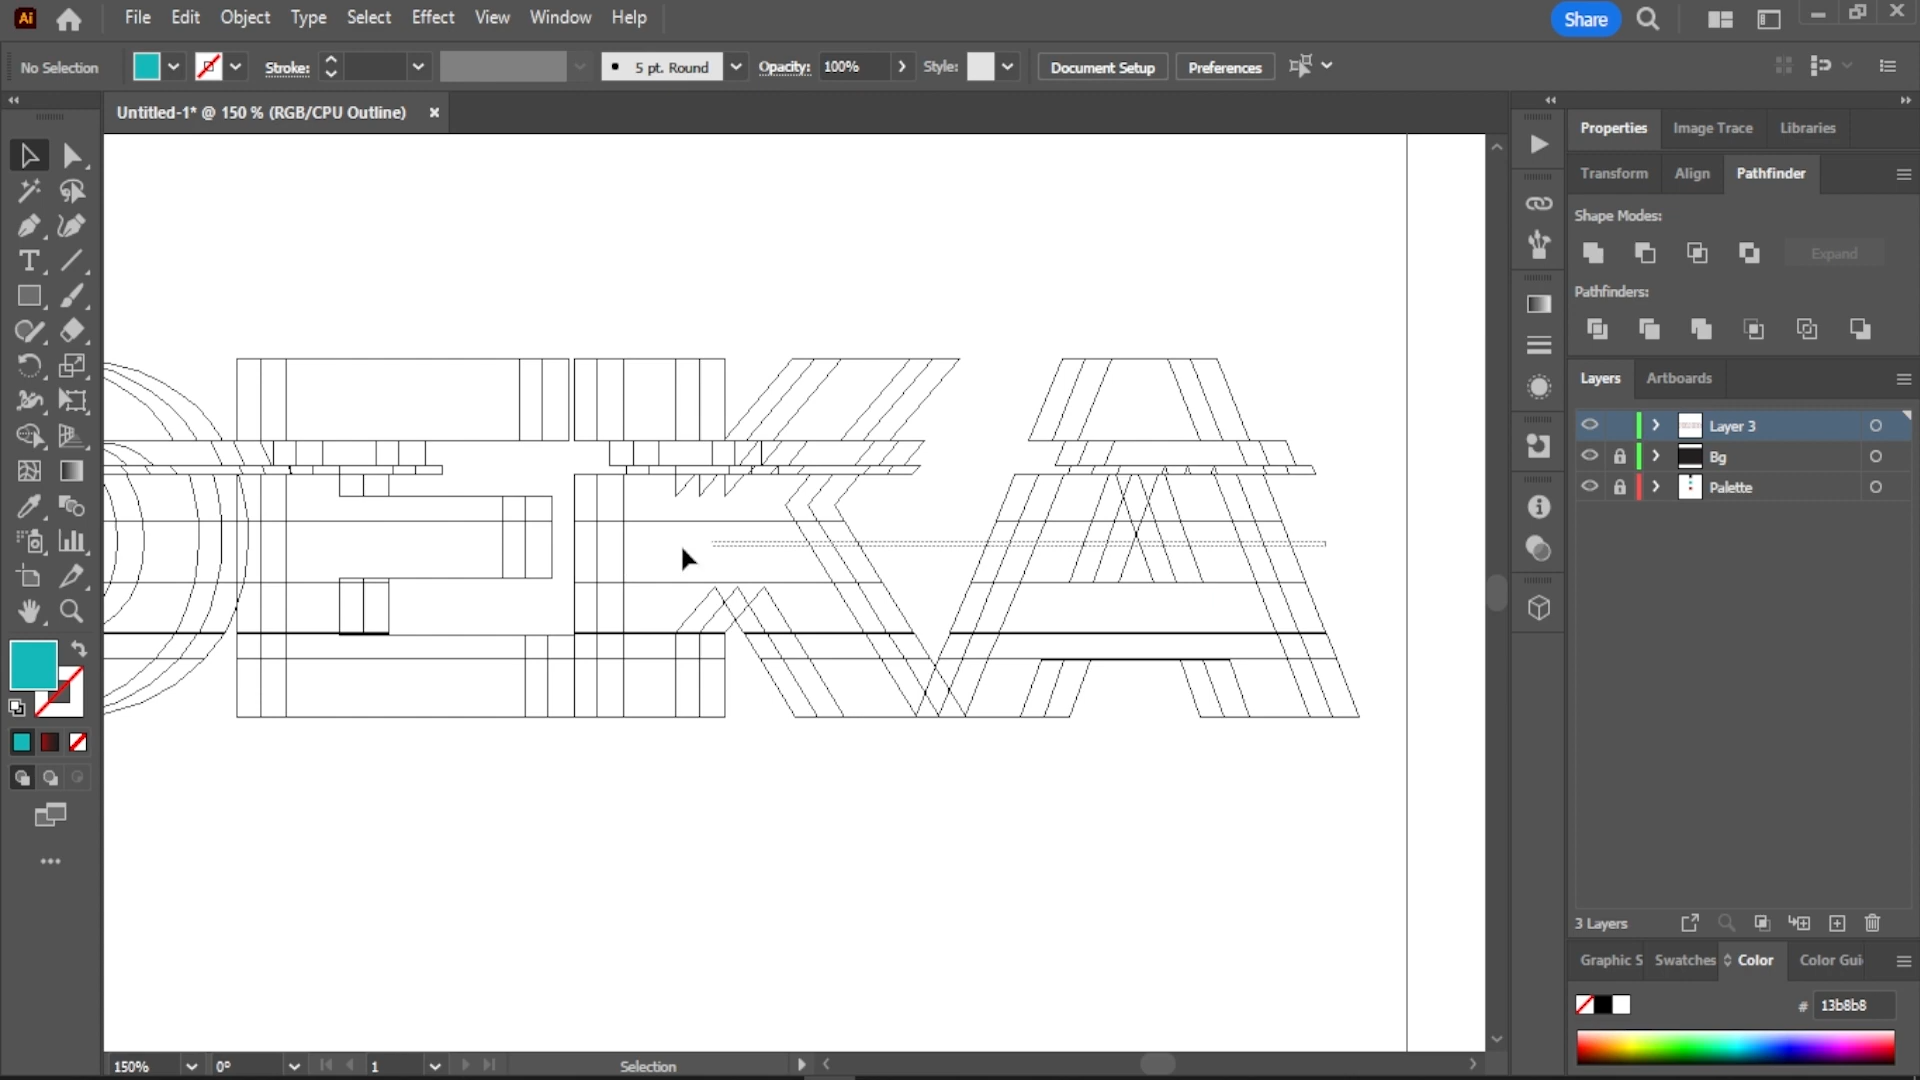 Ai File Edit Object Type Select Effect View Window Help Share
No Selection Stroke: 5 pt. Round Opacity: 100% Style: Document Setup Preferences
Untitled-1* @ 150 % (RGB/CPU Outline)
Properties Image Trace Libraries
Transform Align Pathfinder
Shape Modes:
Expand
Pathfinders:
Layers Artboards
Layer 3
Bg
Palette
3 Layers
Graphic S Swatches Color Color Gui
# 13b8b8
150% 0° 1 Selection